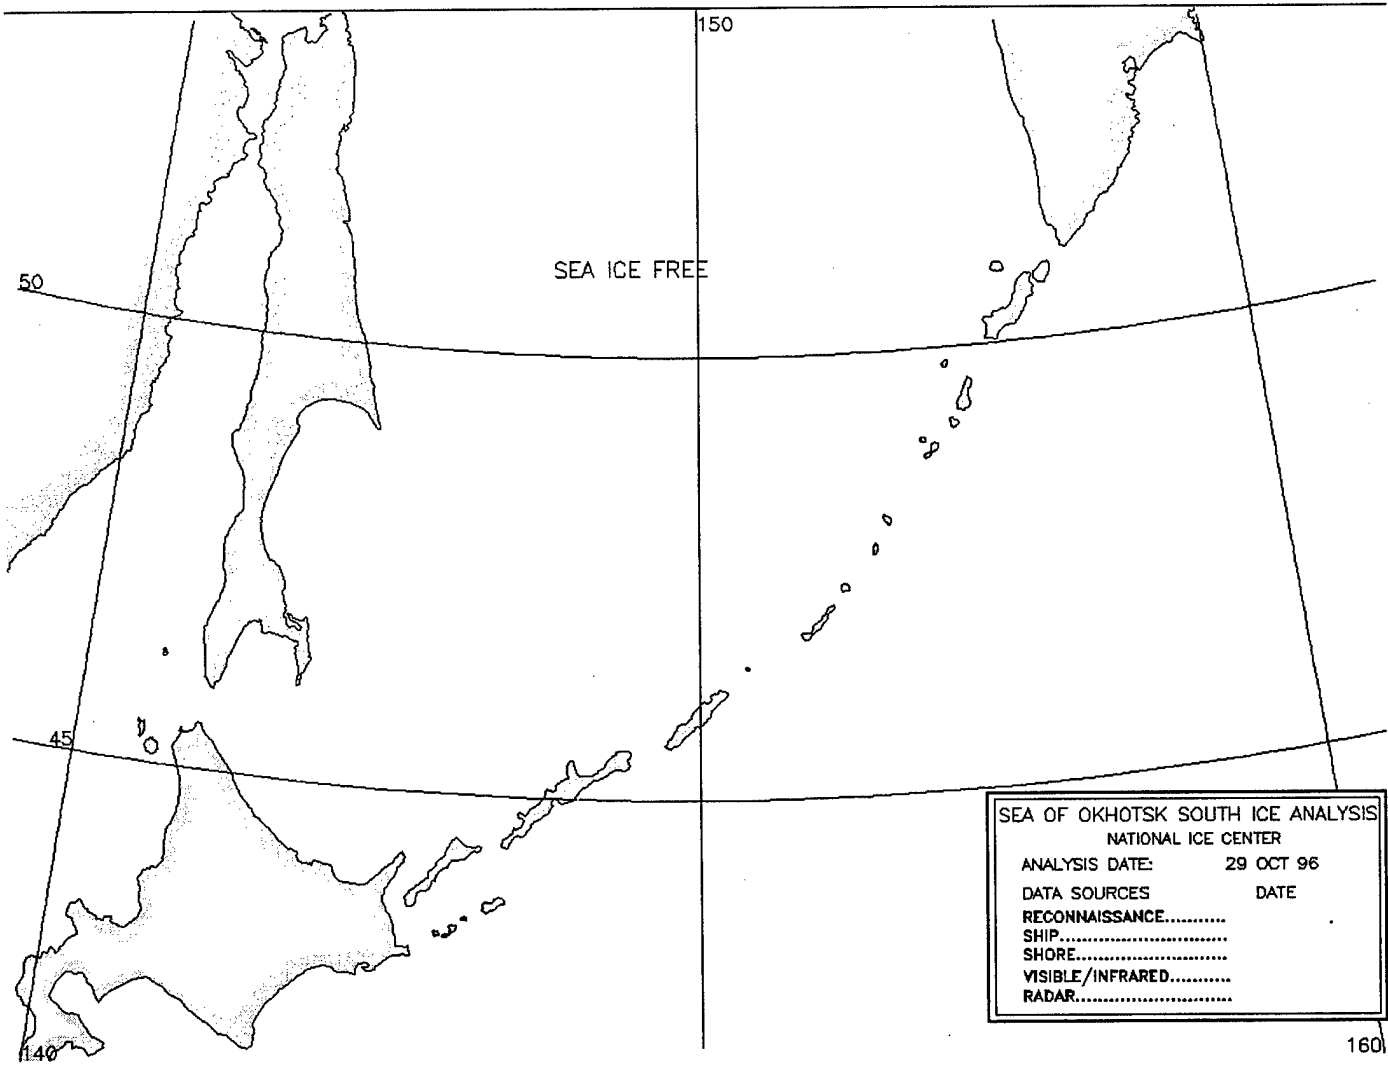 150
SEA ICE FREE
50
45
SEA OF OKHOTSK SOUTH ICE ANALYSIS
NATIONAL ICE CENTER
ANALYSIS DATE: 29 OCT 96
DATA SOURCES DATE
RECONNAISSANCE...........
SHIP..............................
SHORE...........................
VISIBLE/INFRARED...........
RADAR............................
140
160